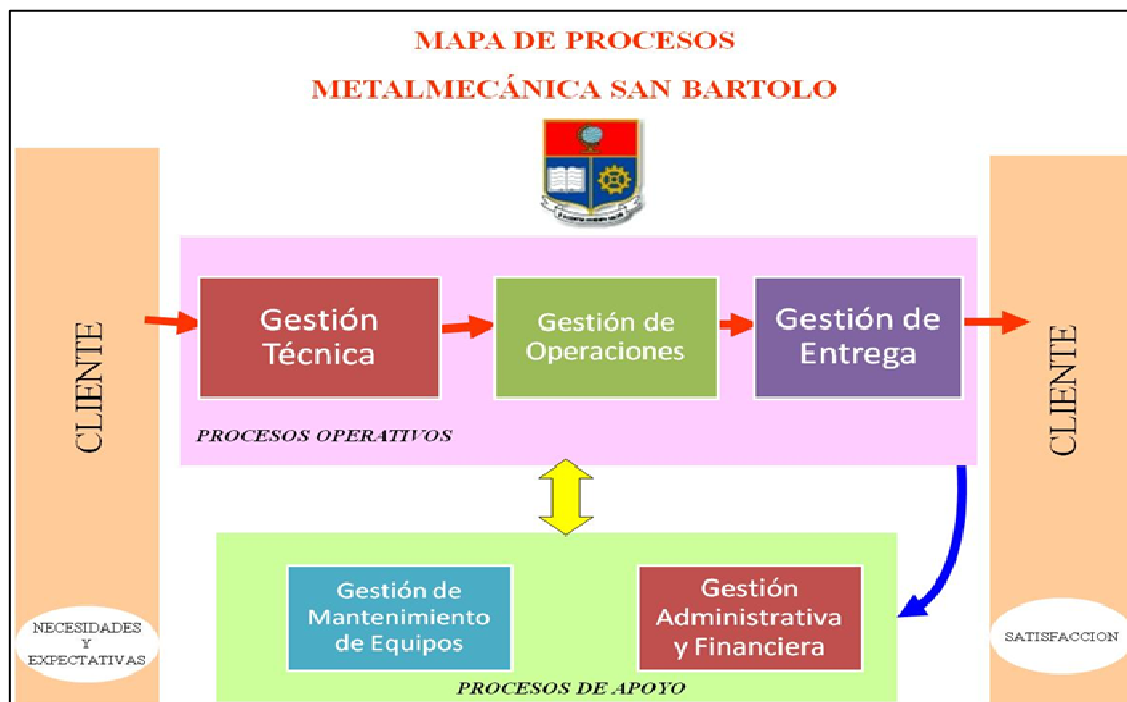 MAPA DE PROCESOS
METALMECÁNICA SAN BARTOLO
CLIENTE
Gestión
Técnica
Gestión de
Operaciones
Gestión de
Entrega
CLIENTE
PROCESOS OPERATIVOS
Gestión de
Mantenimiento
de Equipos
Gestión
Administrativa
y Financiera
NECESIDADES
Y
EXPECTATIVAS
SATISFACCION
PROCESOS DE APOYO